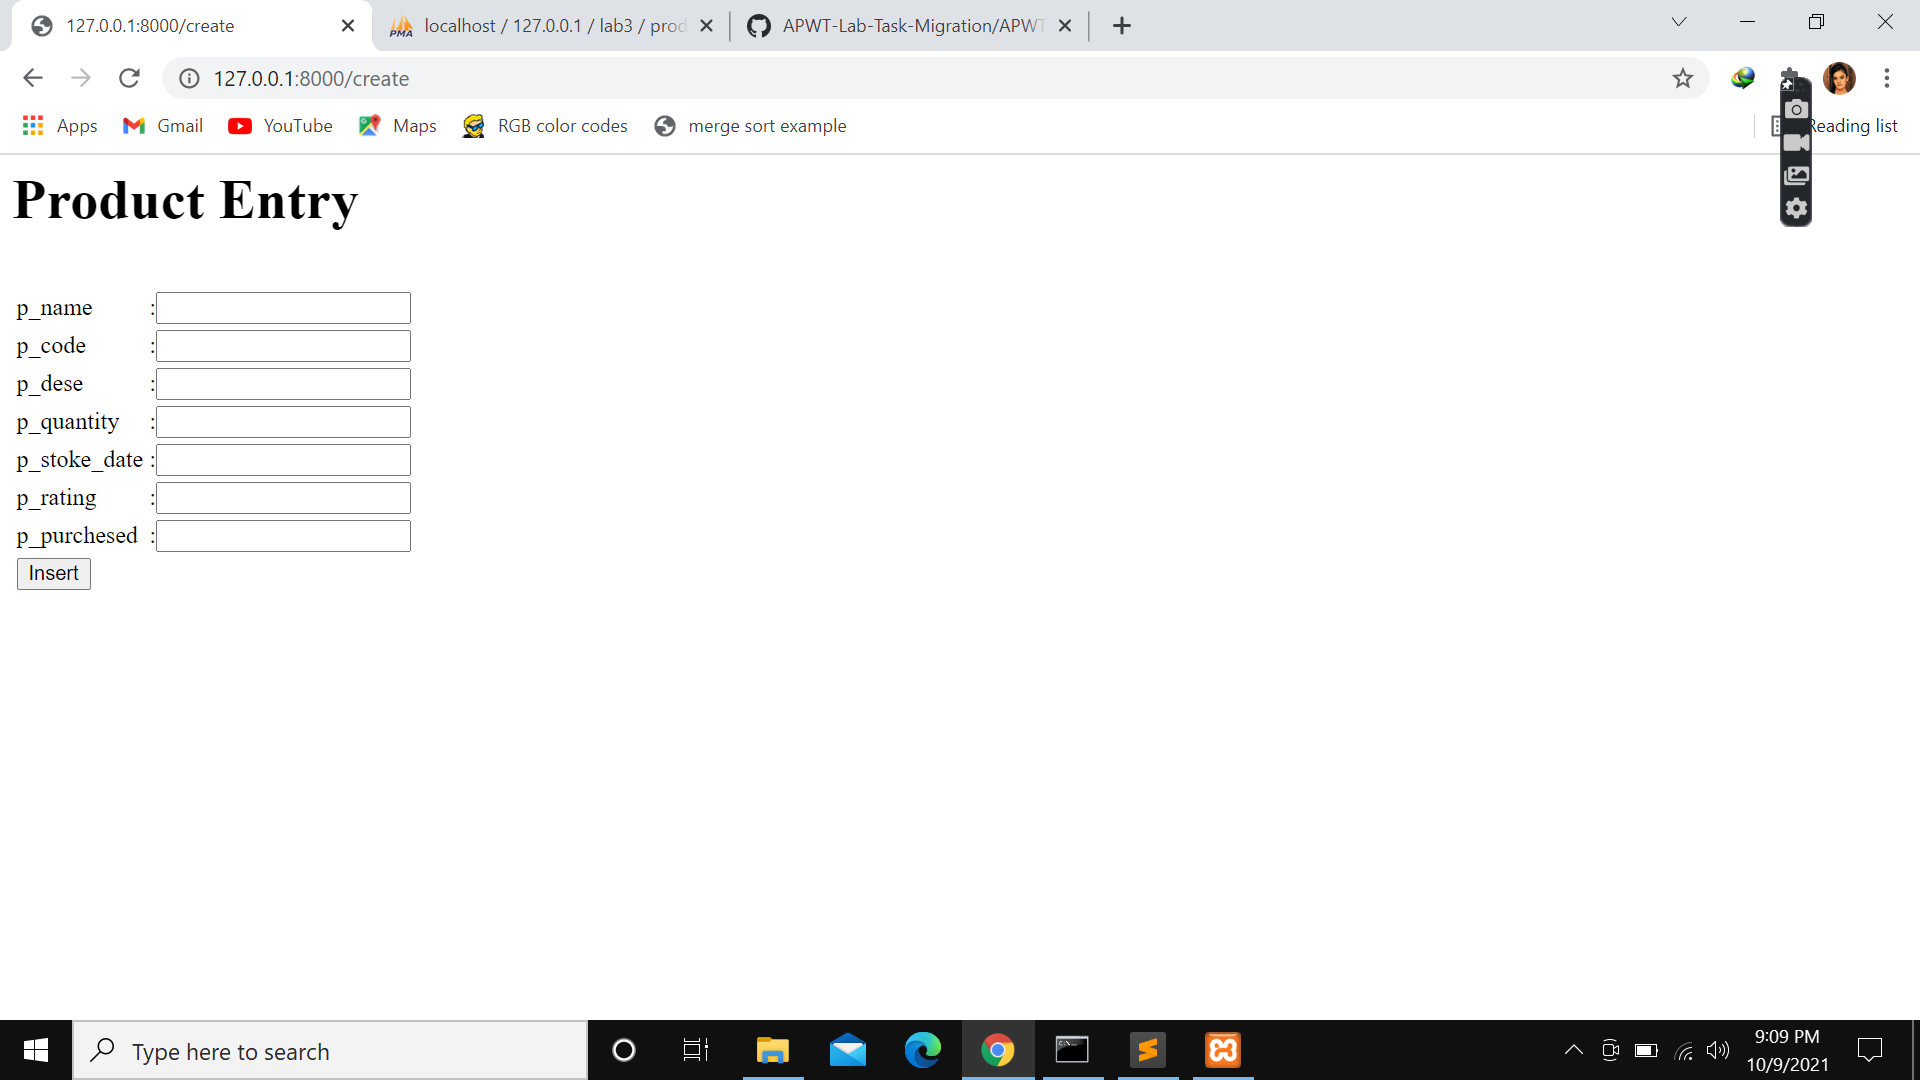 127.0.0.1:8000/create
localhost / 127.0.0.1 / lab3 / prod
APWT-Lab-Task-Migration/APWT
127.0.0.1:8000/create
Apps
Gmail
YouTube
Maps
RGB color codes
merge sort example
Reading list
Product Entry
p_name :
p_code :
p_dese :
p_quantity :
p_stoke_date :
p_rating :
p_purchesed :
Insert
Type here to search
9:09 PM
10/9/2021